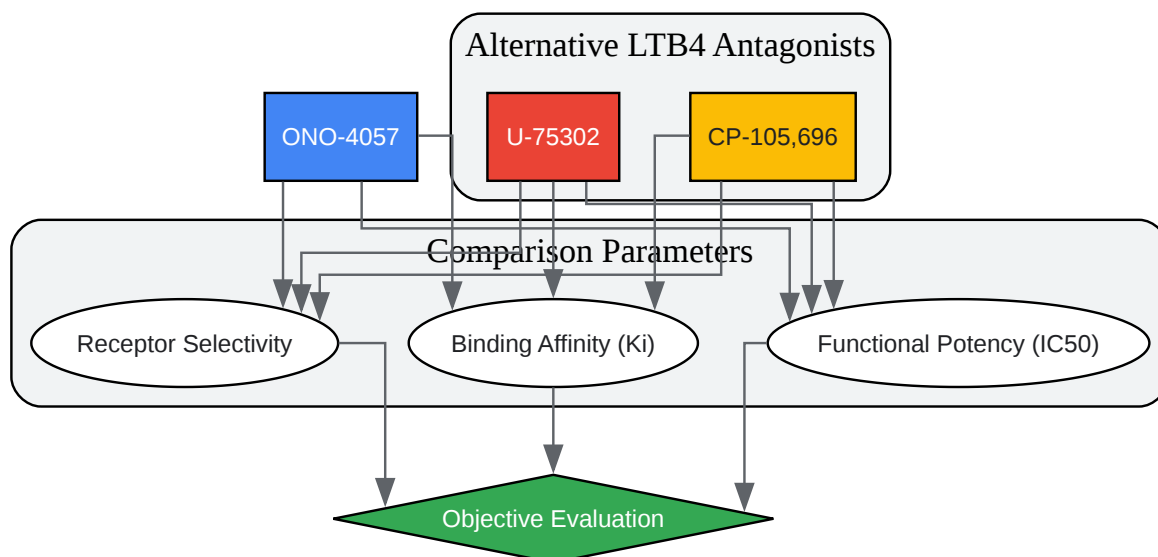 Alternative LTB4 Antagonists
ONO-4057
U-75302
CP-105,696
Comparison Parameters
Receptor Selectivity
Binding Affinity (Ki)
Functional Potency (IC50)
Objective Evaluation